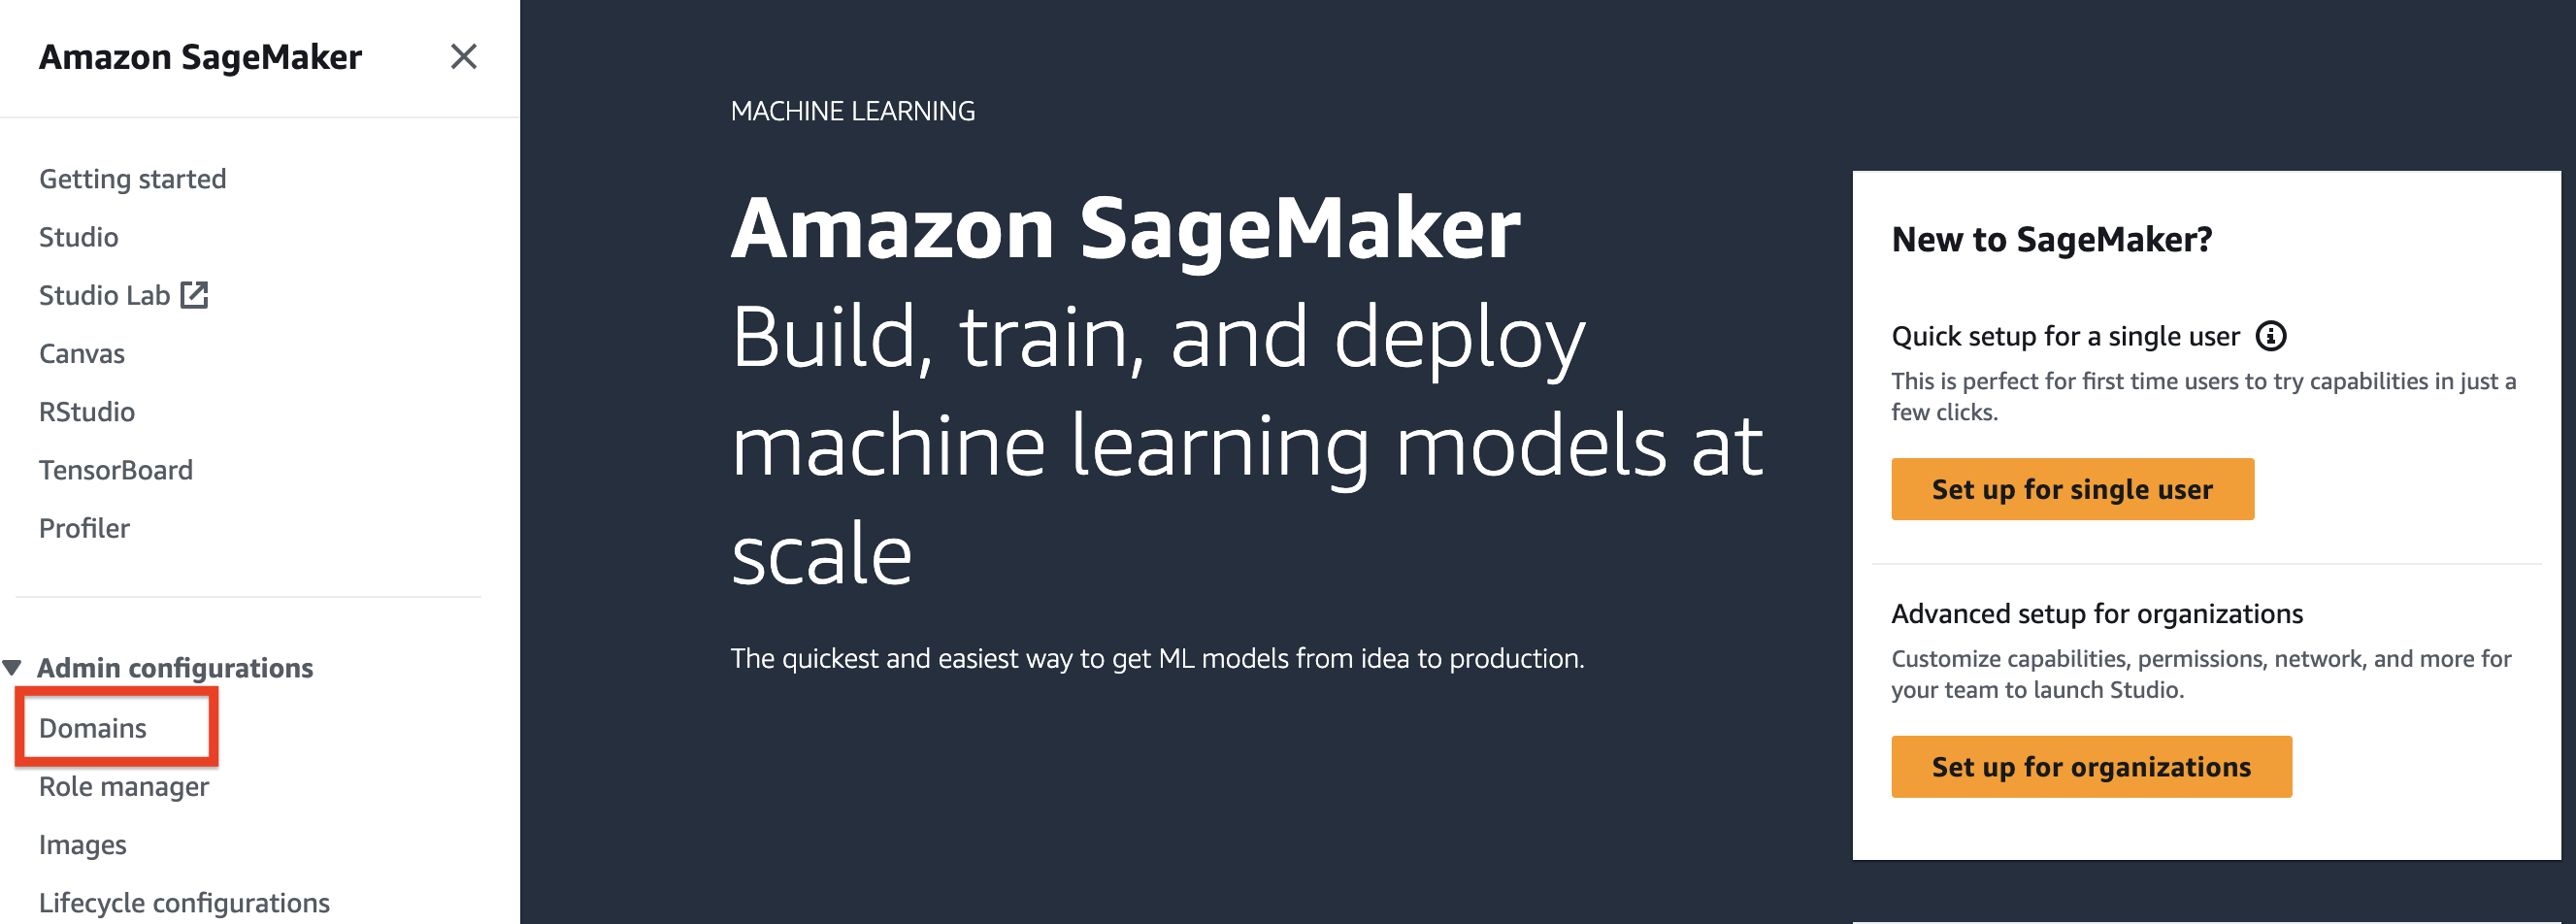 Amazon SageMaker
Getting started
Studio
Studio Lab
Canvas
RStudio
TensorBoard
Profiler
Admin configurations
Domains
Role manager
Images
Lifecycle configurations
MACHINE LEARNING
Amazon SageMaker
Build, train, and deploy
machine learning models at
scale
The quickest and easiest way to get ML models from idea to production.
New to SageMaker?
Quick setup for a single user
This is perfect for first time users to try capabilities in just a
few clicks.
Set up for single user
Advanced setup for organizations
Customize capabilities, permissions, network, and more for
your team to launch Studio.
Set up for organizations